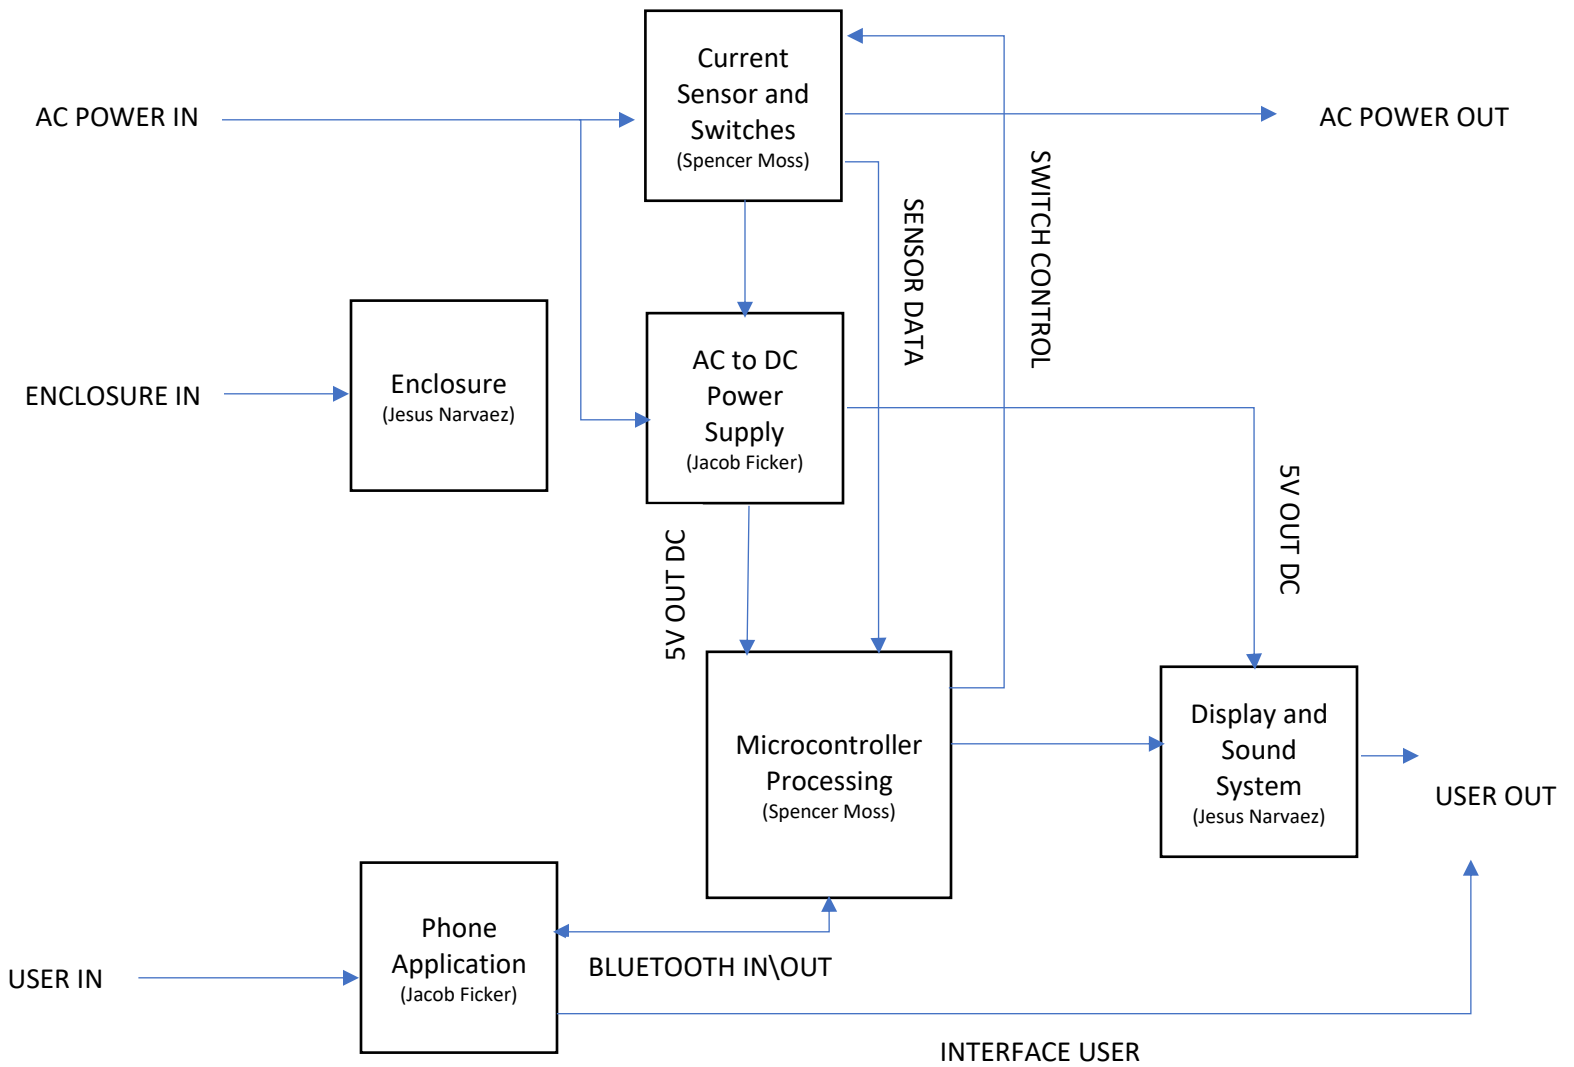 Current
Sensor and
Switches
(Spencer Moss)
AC POWER IN
AC POWER OUT
SWITCH CONTROL
SENSOR DATA
Enclosure
(Jesus Narvaez)
ENCLOSURE IN
AC to DC
Power
Supply
(Jacob Ficker)
5V OUT DC
5V OUT DC
Microcontroller
Processing
(Spencer Moss)
Display and
Sound
System
(Jesus Narvaez)
USER OUT
Phone
Application
(Jacob Ficker)
USER IN
BLUETOOTH IN\OUT
INTERFACE USER